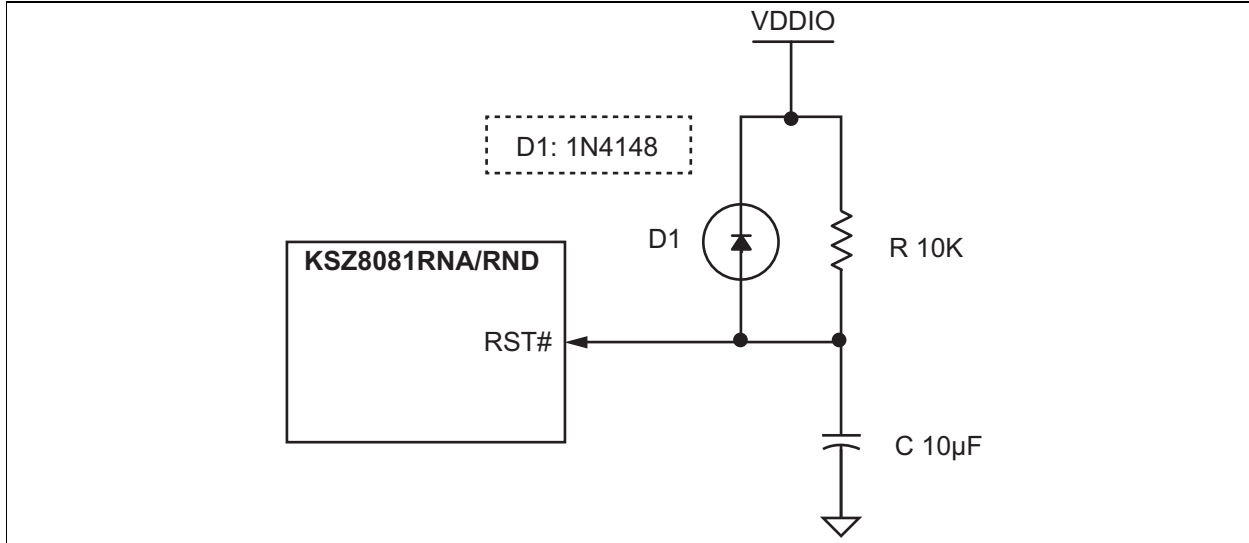 VDDIO
D1: 1N4148
D1
R 10K
KSZ8081RNA/RND
RST#
C 10µF